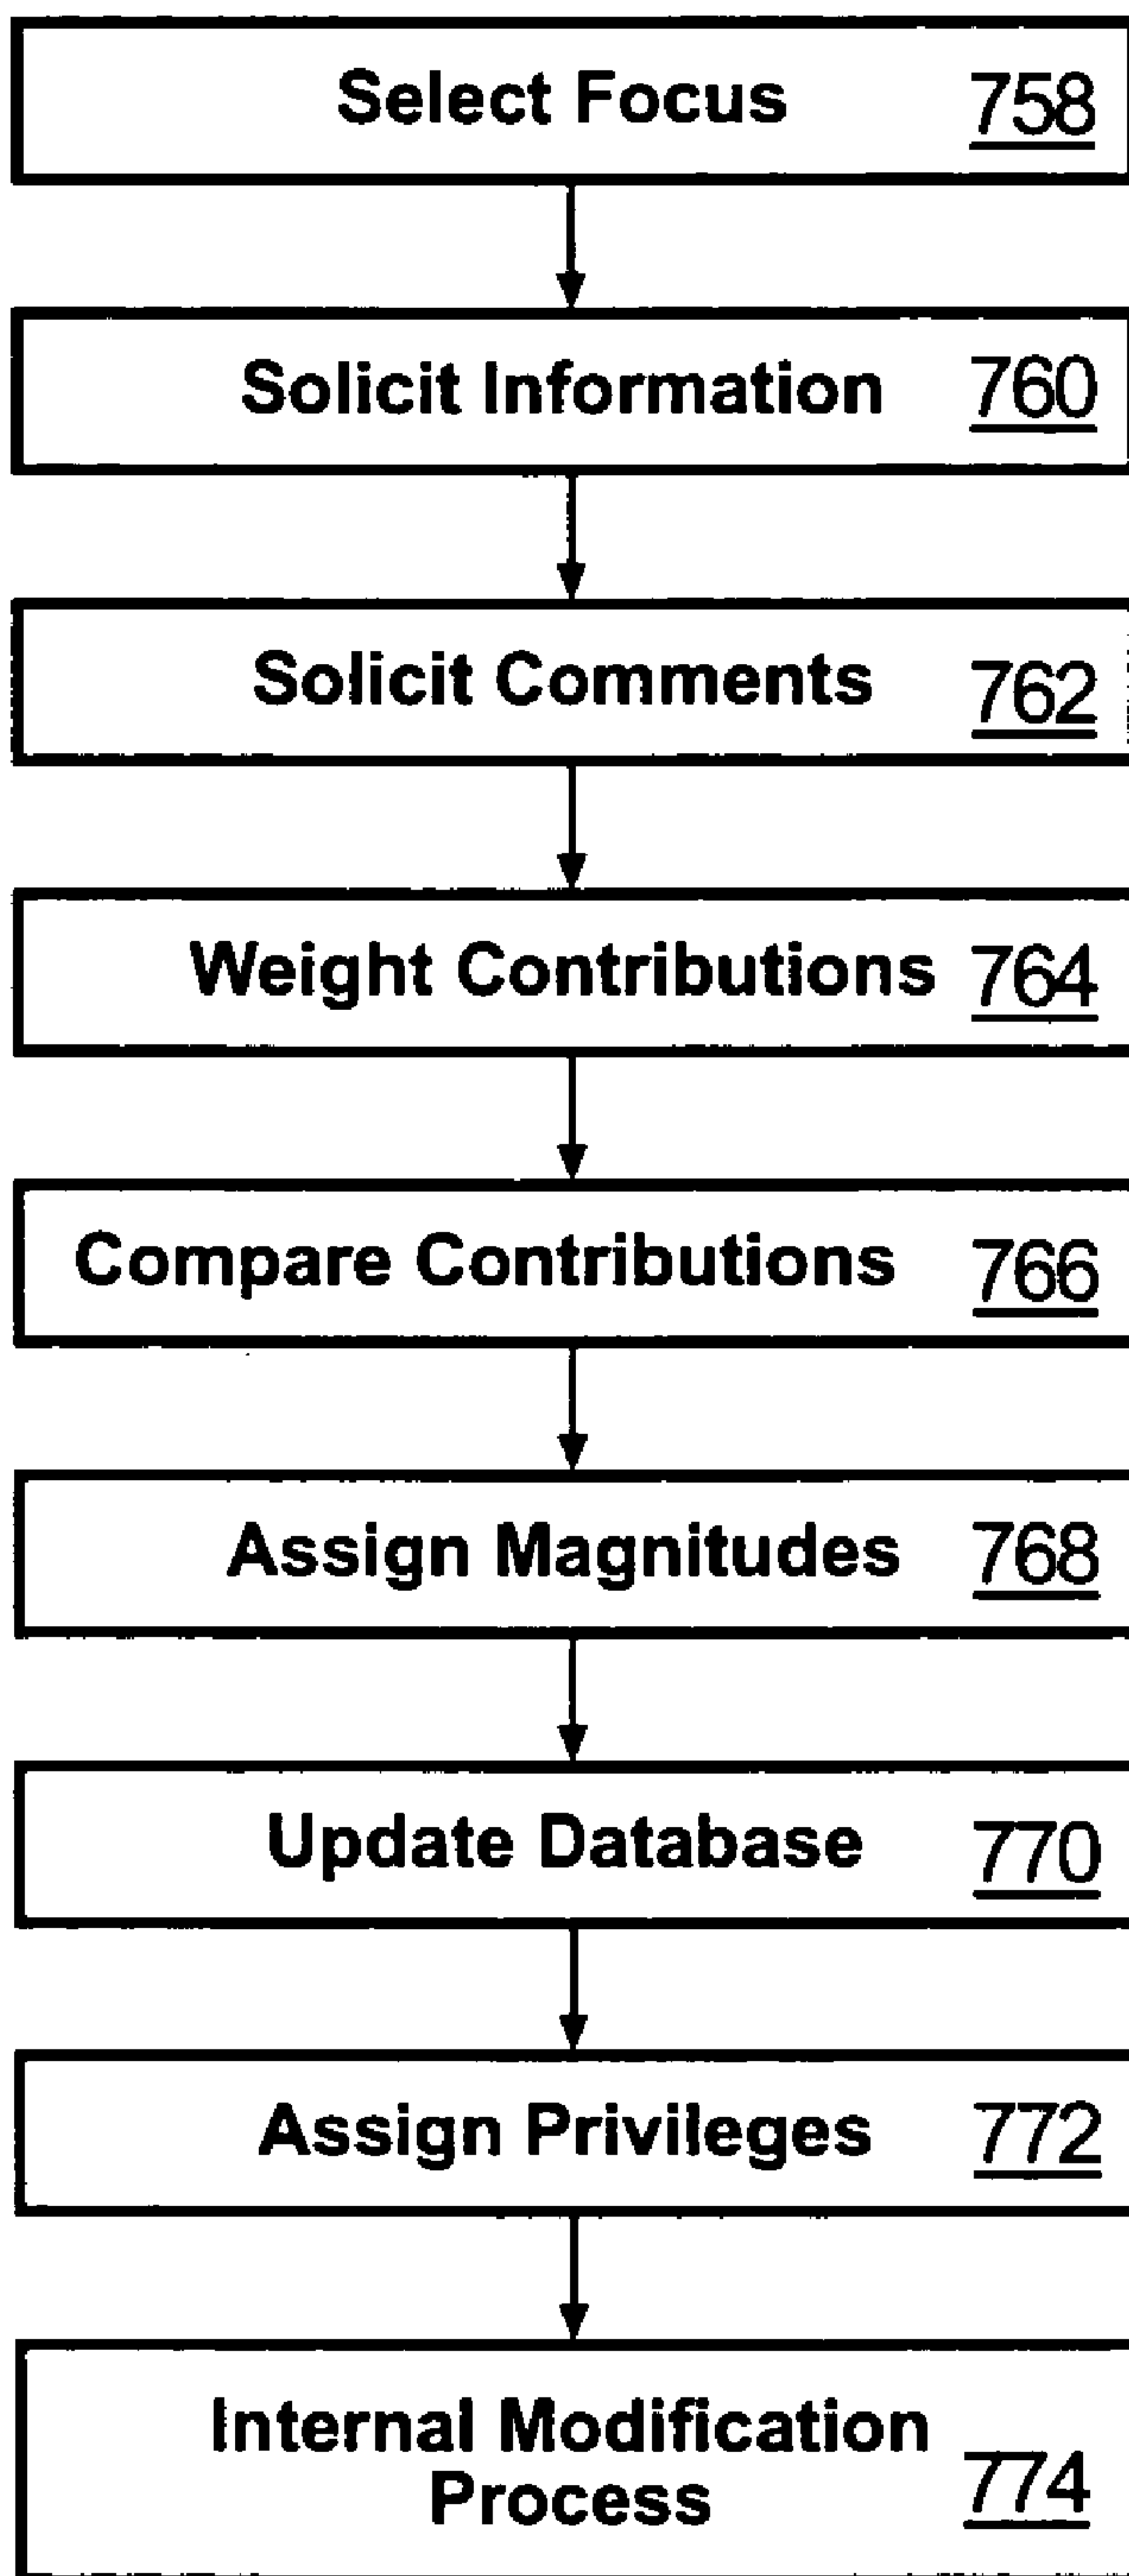 Select Focus 758
Solicit Information 760
Solicit Comments 762
Weight Contributions 764
Compare Contributions 766
Assign Magnitudes 768
Update Database 770
Assign Privileges 772
Internal Modification
Process 774